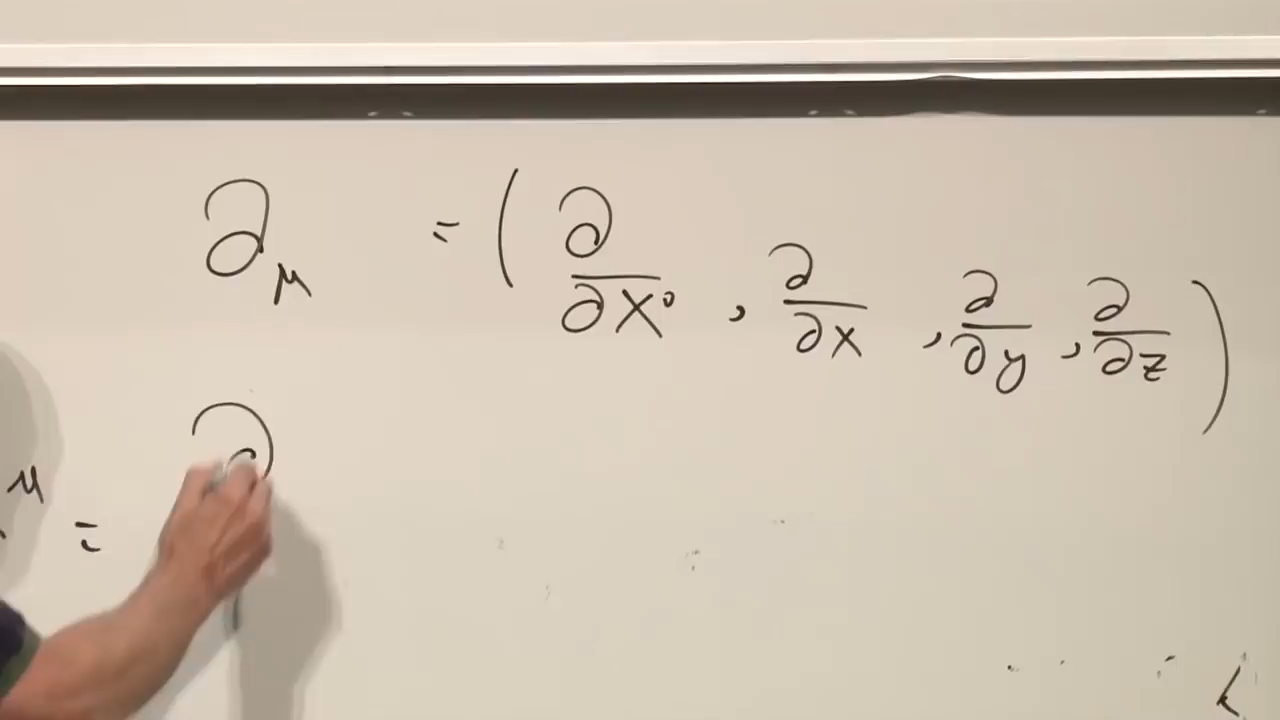 ∂_μ = ( ∂/∂x⁰ , ∂/∂x , ∂/∂y , ∂/∂z )
μ = ∂